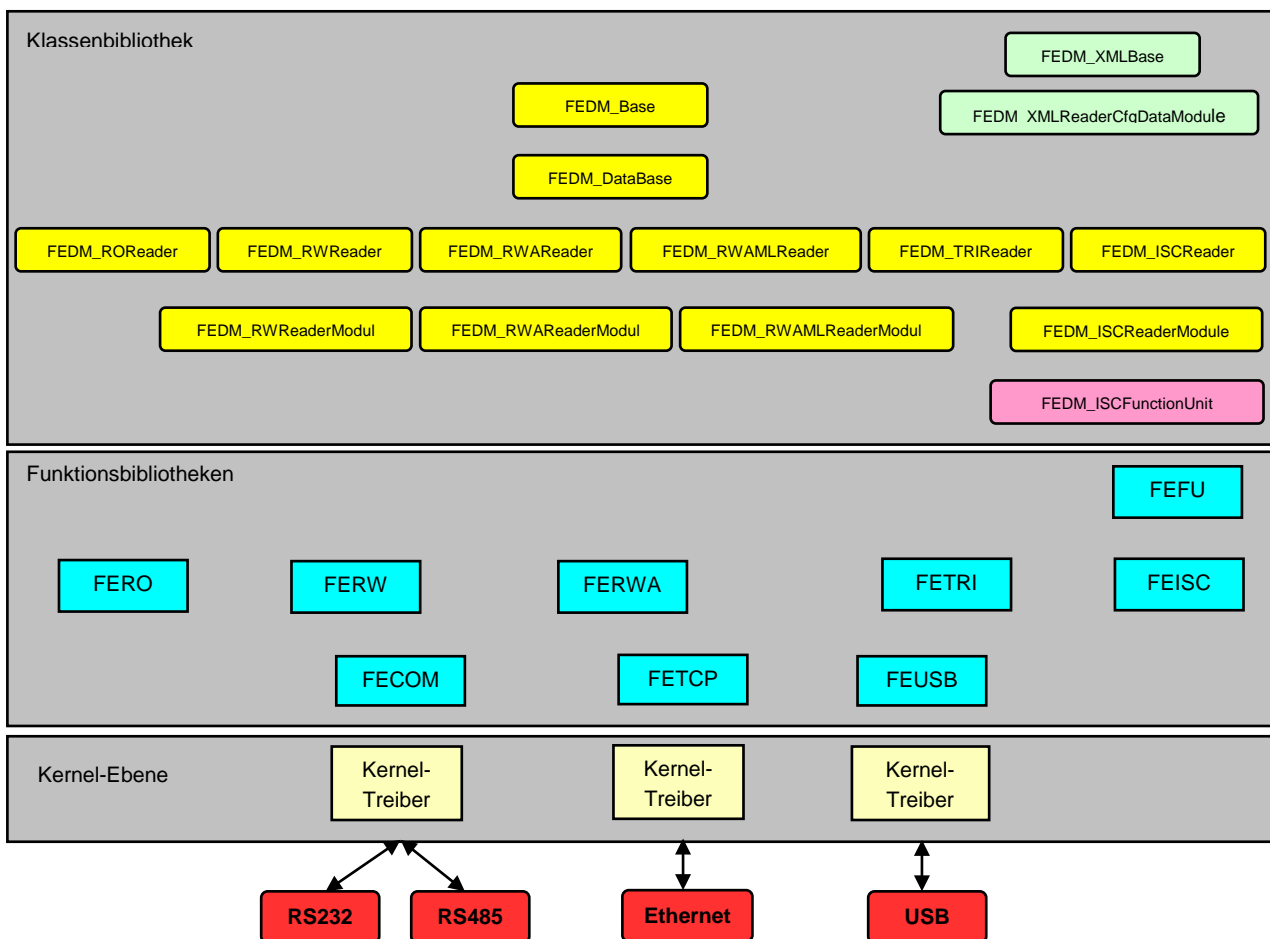 Klassenbibliothek
FEDM_XMLBase
FEDM_Base
FEDM_XMLReaderCfgDataModule
FEDM_DataBase
FEDM_ROReader
FEDM_RWReader
FEDM_RWAReader
FEDM_RWAMLReader
FEDM_TRIReader
FEDM_ISCReader
FEDM_RWReaderModul
FEDM_RWAReaderModul
FEDM_RWAMLReaderModul
FEDM_ISCReaderModule
FEDM_ISCFunctionUnit
Funktionsbibliotheken
FEFU
FERO
FERW
FERWA
FETRI
FEISC
FECOM
FETCP
FEUSB
Kernel-Ebene
Kernel-
Treiber
Kernel-
Treiber
Kernel-
Treiber
RS232
RS485
Ethernet
USB